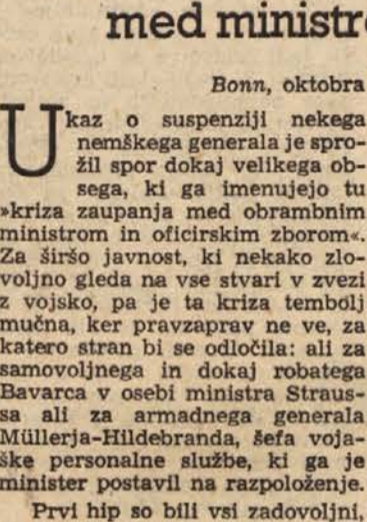 med ministr
Bonn, oktobra
Ukaz o suspenziji nekega
nemškega generala je spro-
žil spor dokaj velikega ob-
sega, ki ga imenujejo tu
»kriza zaupanja med obrambnim
ministrom in oficirskim zborom«.
Za širšo javnost, ki nekako zlo-
voljno gleda na vse stvari v zvezi
z vojsko, pa je ta kriza tembolj
mučna, ker pravzaprav ne ve, za
katero stran bi se odločila: ali za
samovoljnega in dokaj robatega
Bavarca v osebi ministra Straus-
sa ali za armadnega generala
Müllerja-Hildebranda, šefa voja-
ške personalne službe, ki ga je
minister postavil na razpoloženje.
Prvi hip so bili vsi zadovoljni,